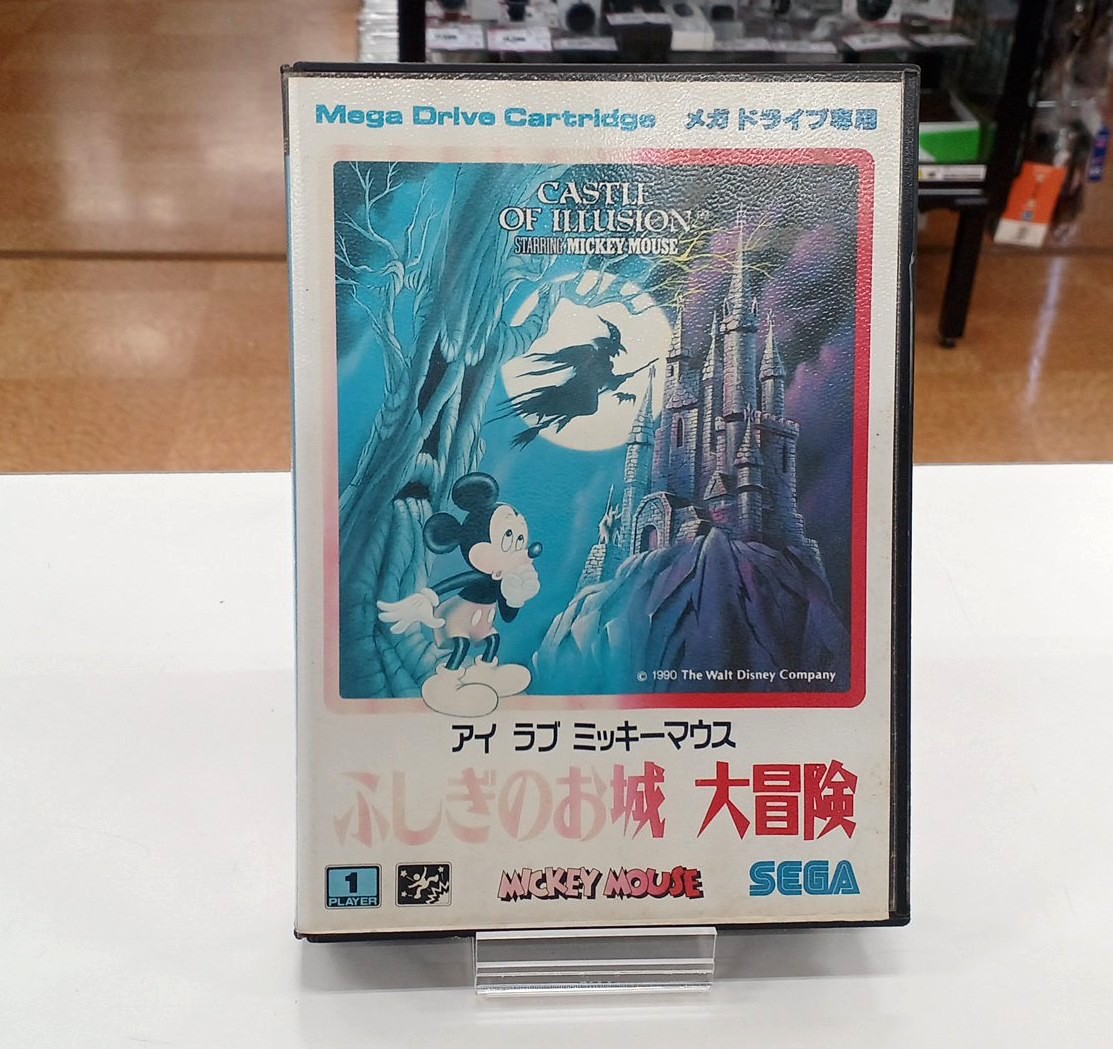 Mega Drive Cartridge メガドライブ専用
CASTLE
OF ILLUSION
STARRING MICKEY MOUSE
© 1990 The Walt Disney Company
アイ ラブ ミッキーマウス
ふしぎのお城 大冒険
1
PLAYER
MICKEY MOUSE
SEGA